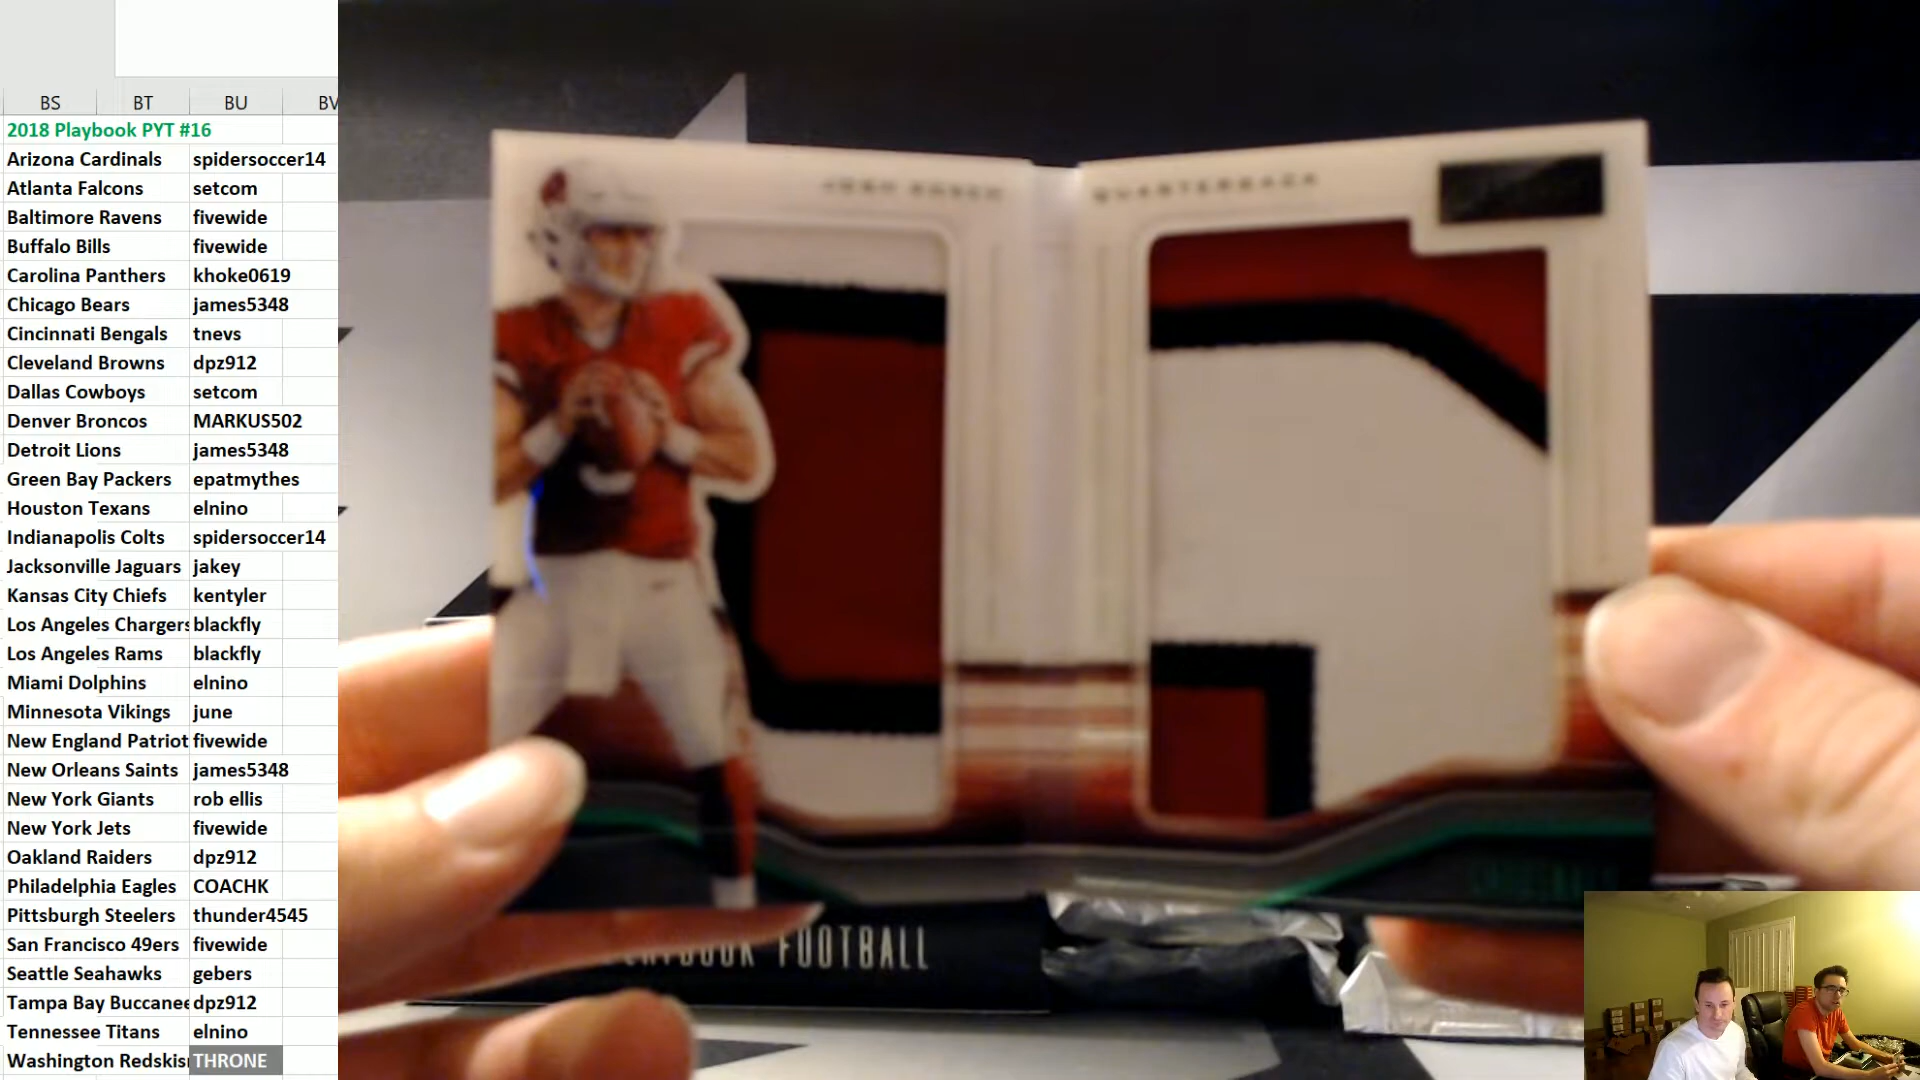 BS BT BU BV
2018 Playbook PYT #16
Arizona Cardinals spidersoccer14
Atlanta Falcons setcom
Baltimore Ravens fivewide
Buffalo Bills fivewide
Carolina Panthers khoke0619
Chicago Bears james5348
Cincinnati Bengals tnevs
Cleveland Browns dpz912
Dallas Cowboys setcom
Denver Broncos MARKUS502
Detroit Lions james5348
Green Bay Packers epatmythes
Houston Texans elnino
Indianapolis Colts spidersoccer14
Jacksonville Jaguars jakey
Kansas City Chiefs kentyler
Los Angeles Chargers blackfly
Los Angeles Rams blackfly
Miami Dolphins elnino
Minnesota Vikings june
New England Patriot fivewide
New Orleans Saints james5348
New York Giants rob ellis
New York Jets fivewide
Oakland Raiders dpz912
Philadelphia Eagles COACHK
Pittsburgh Steelers thunder4545
San Francisco 49ers fivewide
Seattle Seahawks gebers
Tampa Bay Buccanee dpz912
Tennessee Titans elnino
Washington Redskis THRONE
JOSH ROSEN QUARTERBACK
PLAYBOOK FOOTBALL